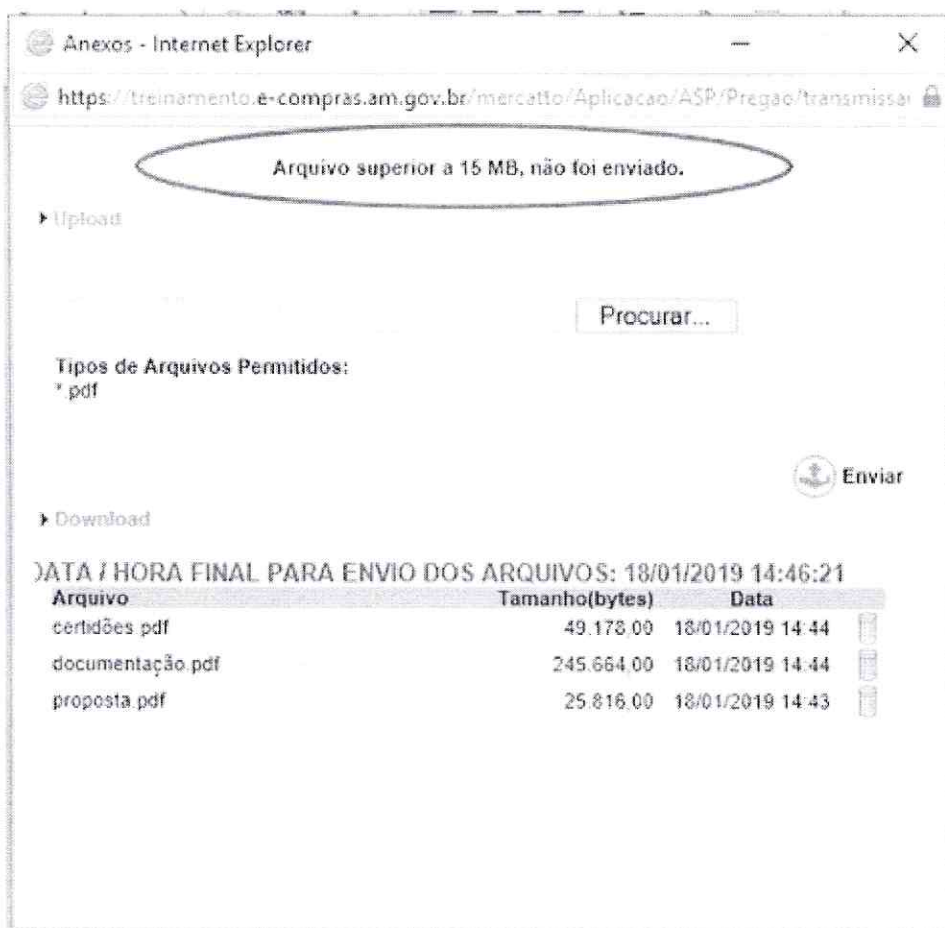 Anexos - Internet Explorer
https://treinamento.e-compras.am.gov.br/mercatto/Aplicacao/ASP/Pregao/transmissa
Arquivo superior a 15 MB, não foi enviado.
Upload
Procurar...
Tipos de Arquivos Permitidos:
*.pdf
Enviar
Download
DATA / HORA FINAL PARA ENVIO DOS ARQUIVOS: 18/01/2019 14:46:21
Arquivo Tamanho(bytes) Data
certidões.pdf 49.178,00 18/01/2019 14:44
documentação.pdf 245.664,00 18/01/2019 14:44
proposta.pdf 25.816,00 18/01/2019 14:43